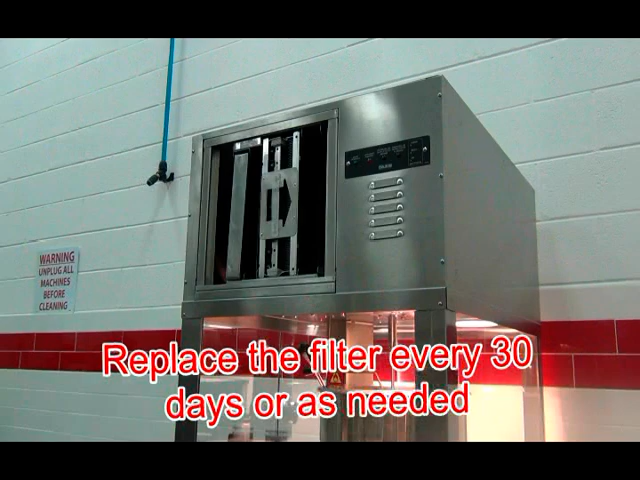 WARNING
UNPLUG ALL
MACHINES
BEFORE
CLEANING
Replace the filter every 30
days or as needed